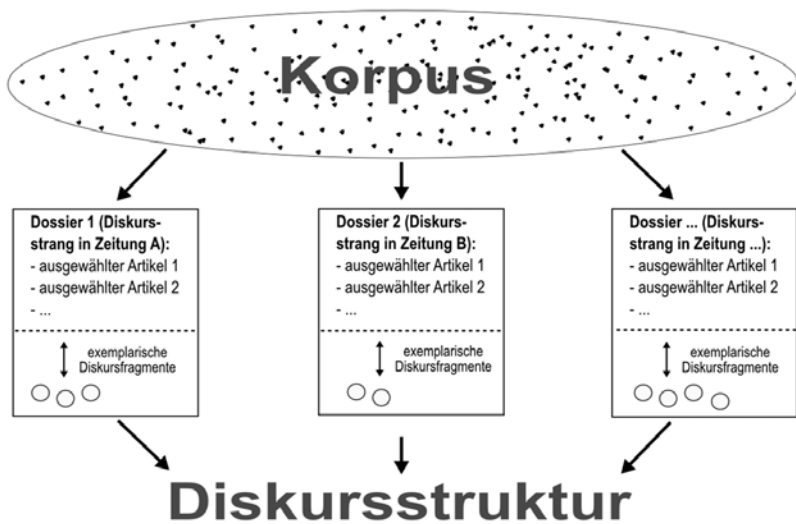 Korpus
Dossier 1 (Diskurs-
strang in Zeitung A):
- ausgewählter Artikel 1
- ausgewählter Artikel 2
- ...
exemplarische
Diskursfragmente
Dossier 2 (Diskurs-
strang in Zeitung B):
- ausgewählter Artikel 1
- ausgewählter Artikel 2
- ...
exemplarische
Diskursfragmente
Dossier ... (Diskurs-
strang in Zeitung ...):
- ausgewählter Artikel 1
- ausgewählter Artikel 2
- ...
exemplarische
Diskursfragmente
Diskursstruktur